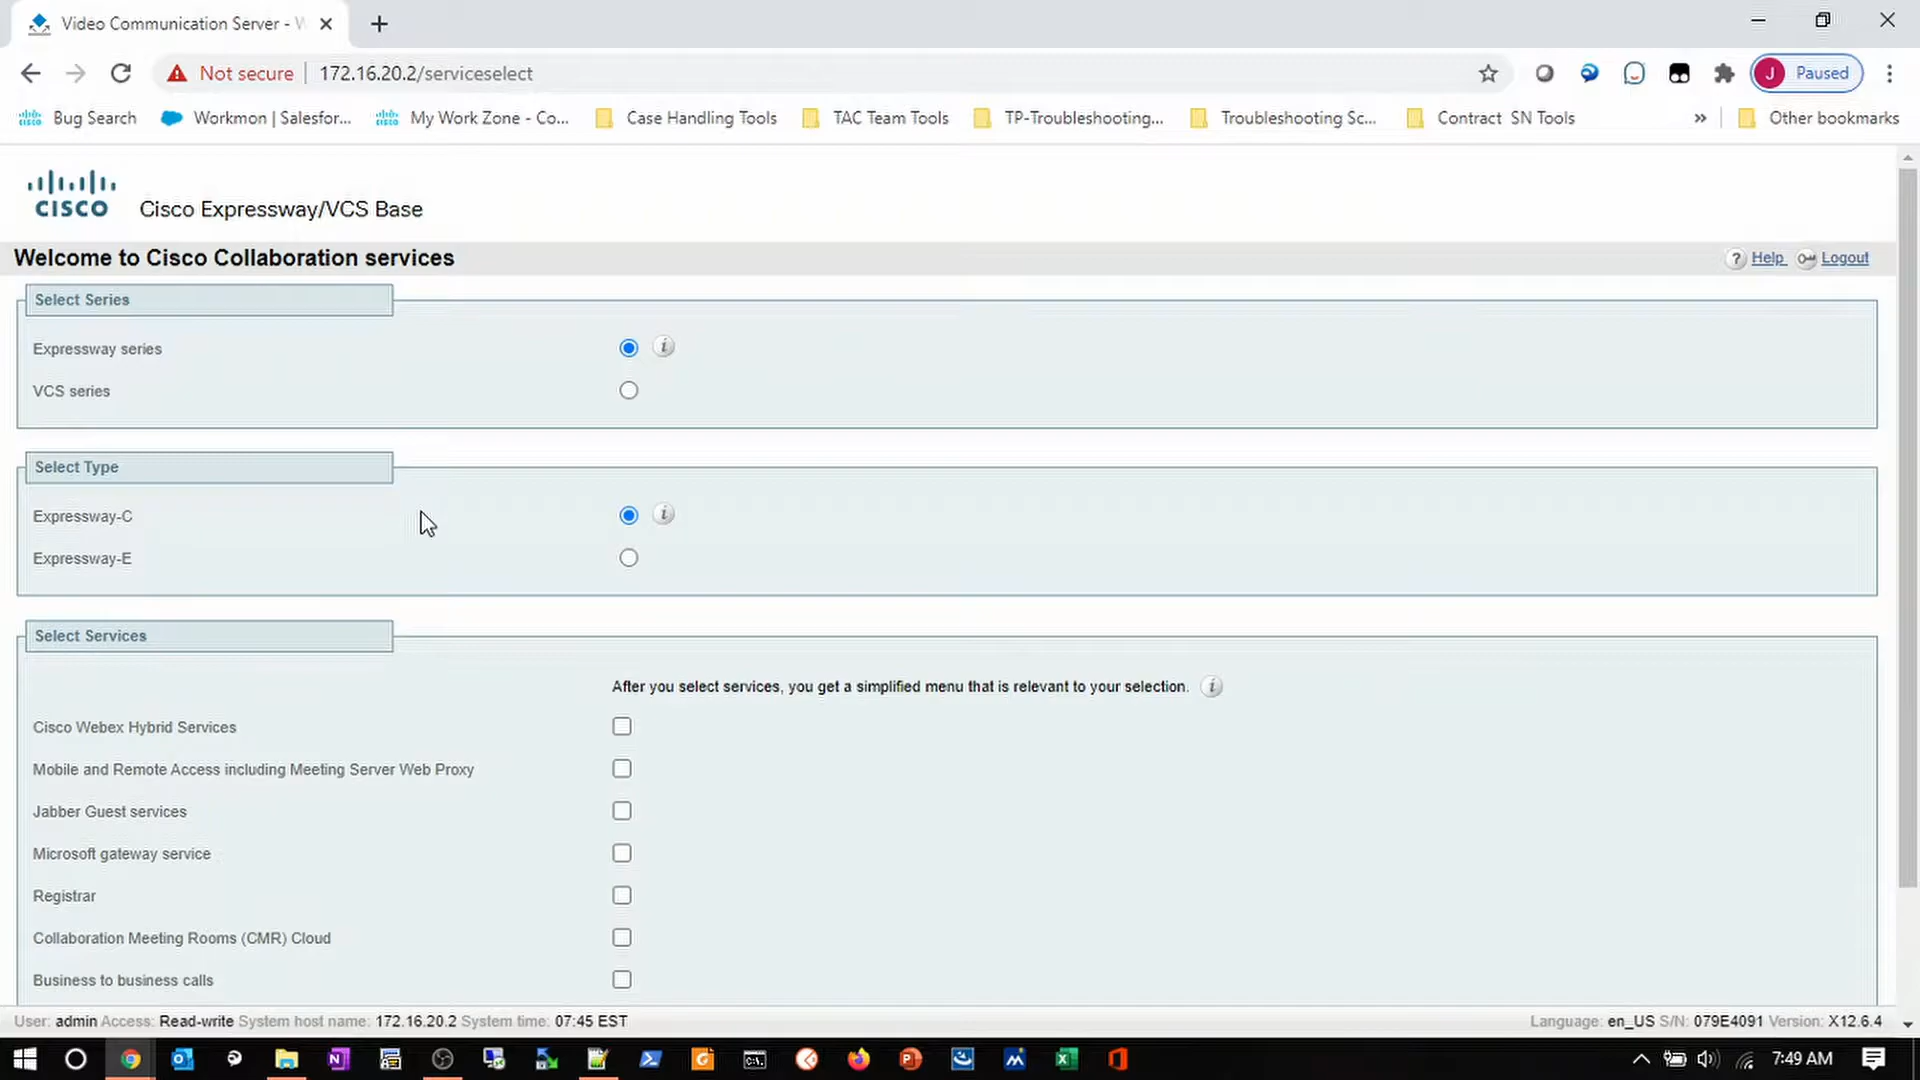 Video Communication Server - W
Not secure
172.16.20.2/serviceselect
J Paused
Bug Search
Workmon | Salesfor...
My Work Zone - Co...
Case Handling Tools
TAC Team Tools
TP-Troubleshooting...
Troubleshooting Sc...
Contract SN Tools
»
Other bookmarks
CISCO
Cisco Expressway/VCS Base
Welcome to Cisco Collaboration services
? Help
Logout
Select Series
Expressway series
i
VCS series
Select Type
Expressway-C
i
Expressway-E
Select Services
After you select services, you get a simplified menu that is relevant to your selection. i
Cisco Webex Hybrid Services
Mobile and Remote Access including Meeting Server Web Proxy
Jabber Guest services
Microsoft gateway service
Registrar
Collaboration Meeting Rooms (CMR) Cloud
Business to business calls
User: admin Access: Read-write System host name: 172.16.20.2 System time: 07:45 EST
Language: en_US S/N: 079E4091 Version: X12.6.4
7:49 AM